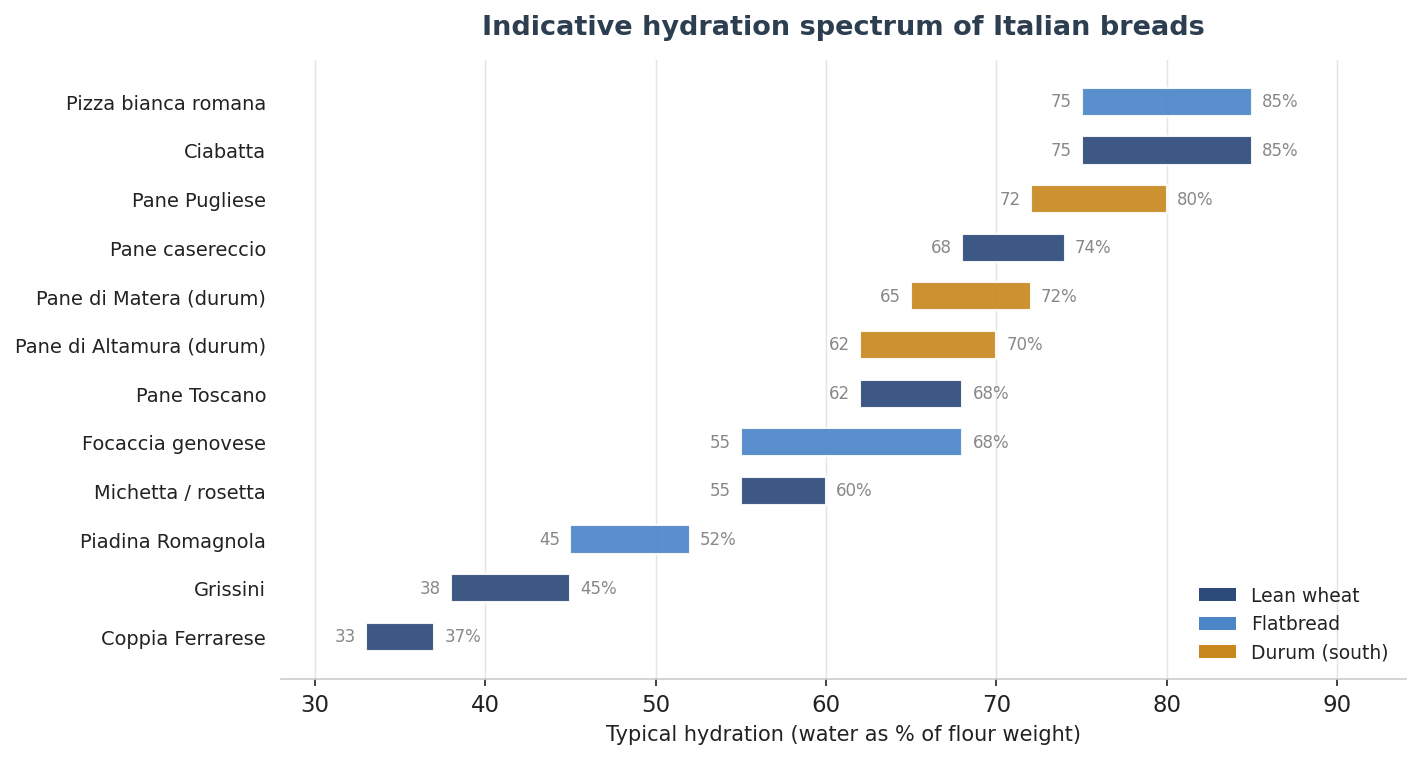 Indicative hydration spectrum of Italian breads
Pizza bianca romana 75 85%
Ciabatta 75 85%
Pane Pugliese 72 80%
Pane casereccio 68 74%
Pane di Matera (durum) 65 72%
Pane di Altamura (durum) 62 70%
Pane Toscano 62 68%
Focaccia genovese 55 68%
Michetta / rosetta 55 60%
Piadina Romagnola 45 52%
Grissini 38 45%
Coppia Ferrarese 33 37%
Lean wheat
Flatbread
Durum (south)
30 40 50 60 70 80 90
Typical hydration (water as % of flour weight)